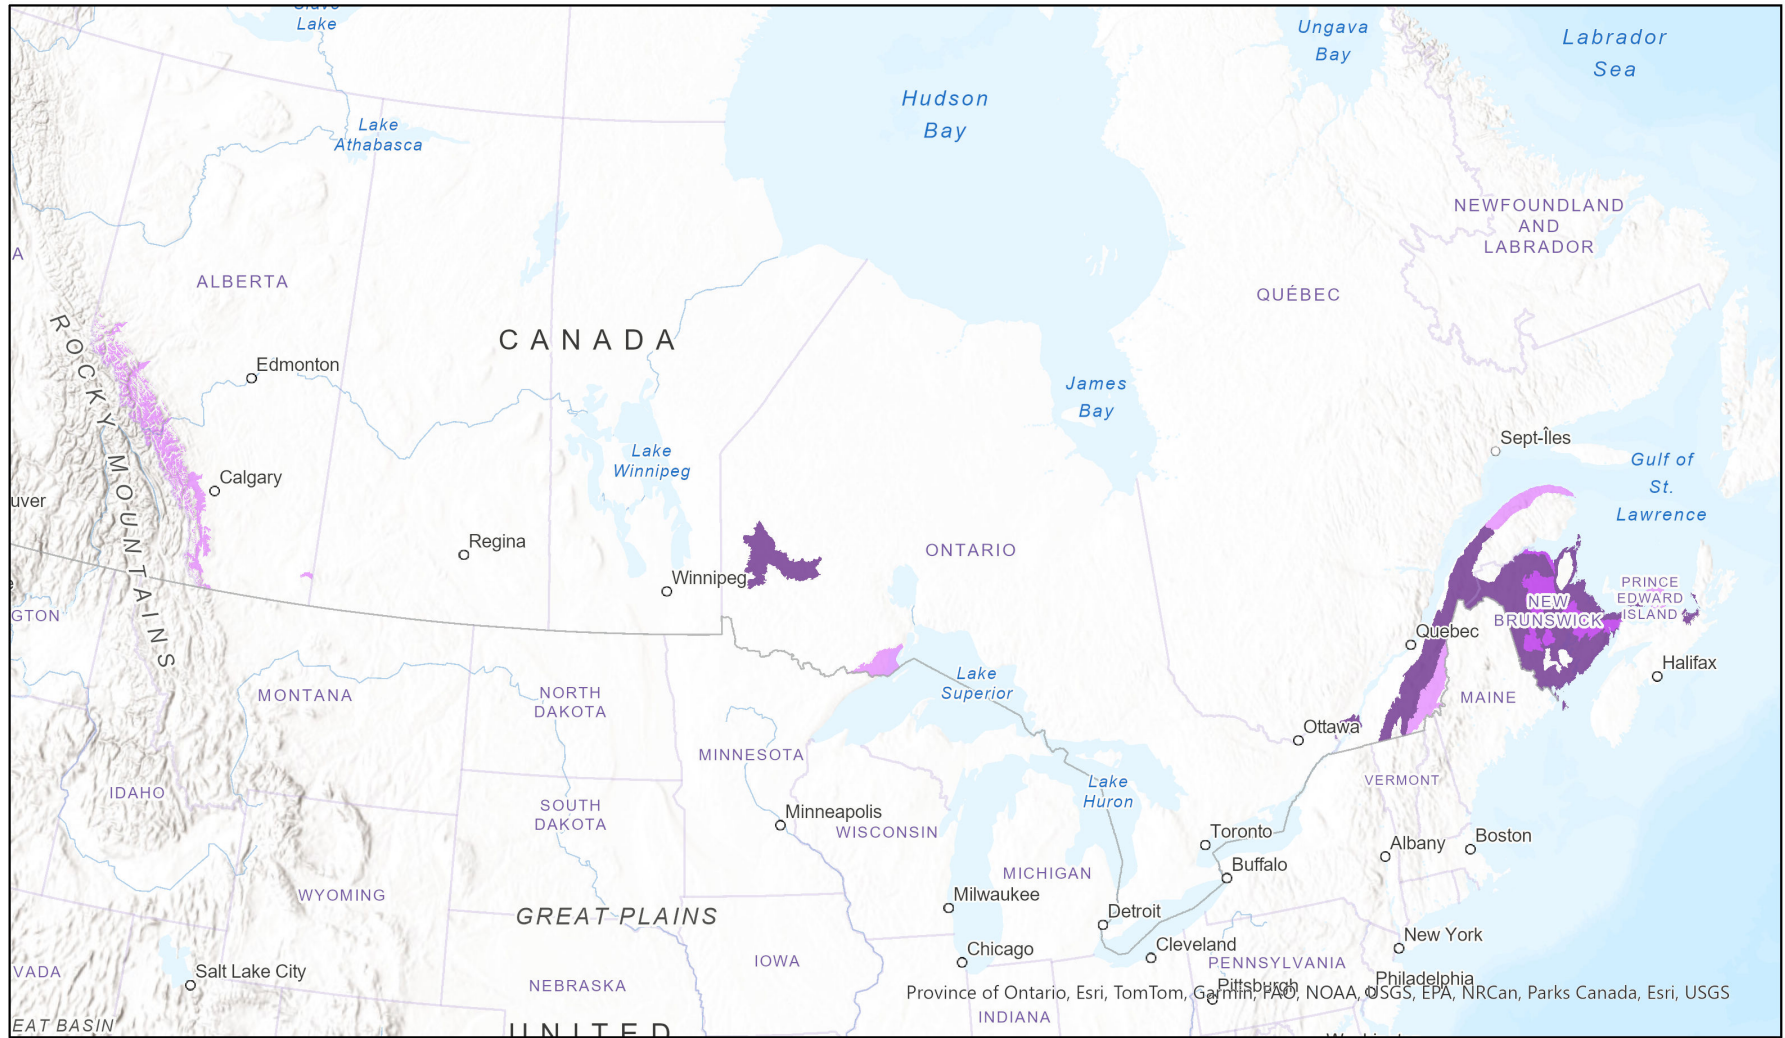 Slave
Lake
Ungava
Bay
Labrador
Sea
Hudson
Bay
Lake
Athabasca
NEWFOUNDLAND
AND
LABRADOR
A
ALBERTA
QUÉBEC
ROCKY MOUNTAINS
CANADA
Edmonton
James
Bay
Sept-Îles
Lake
Winnipeg
Gulf of
St.
Lawrence
Calgary
uver
Regina
ONTARIO
Winnipeg
PRINCE
EDWARD
ISLAND
NEW
BRUNSWICK
GTON
Quebec
Halifax
Lake
Superior
MONTANA
NORTH
DAKOTA
MAINE
Ottawa
MINNESOTA
VERMONT
Lake
Huron
IDAHO
SOUTH
DAKOTA
Minneapolis
WISCONSIN
Toronto
Albany
Boston
Buffalo
MICHIGAN
WYOMING
Milwaukee
GREAT PLAINS
Detroit
New York
Chicago
Cleveland
IOWA
PENNSYLVANIA
VADA
Salt Lake City
NEBRASKA
Pittsburgh
Philadelphia
Province of Ontario, Esri, TomTom, Garmin, FAO, NOAA, USGS, EPA, NRCan, Parks Canada, Esri, USGS
INDIANA
EAT BASIN
UNITED